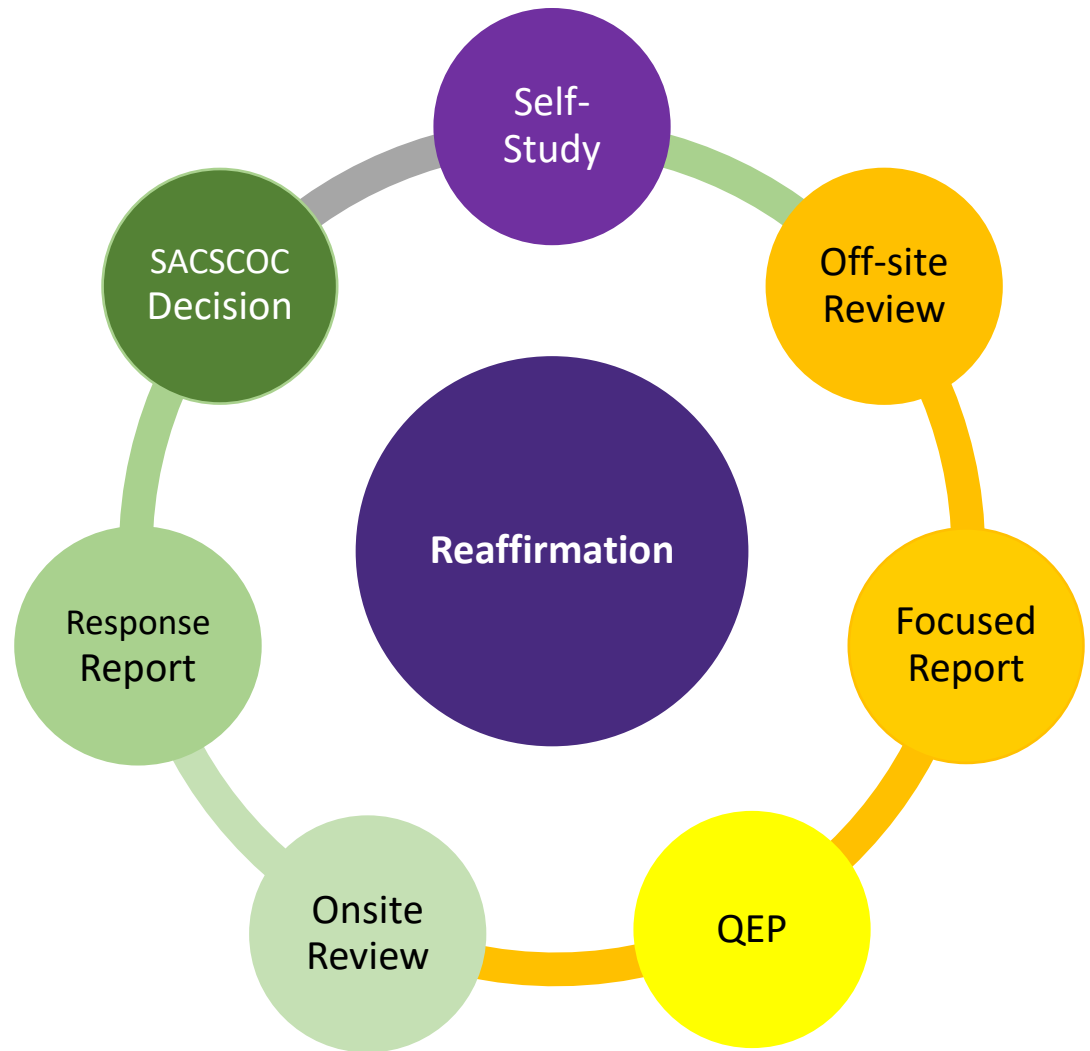 Self-
Study
Off-site
Review
Focused
Report
QEP
Onsite
Review
Response
Report
SACSCOC
Decision
Reaffirmation